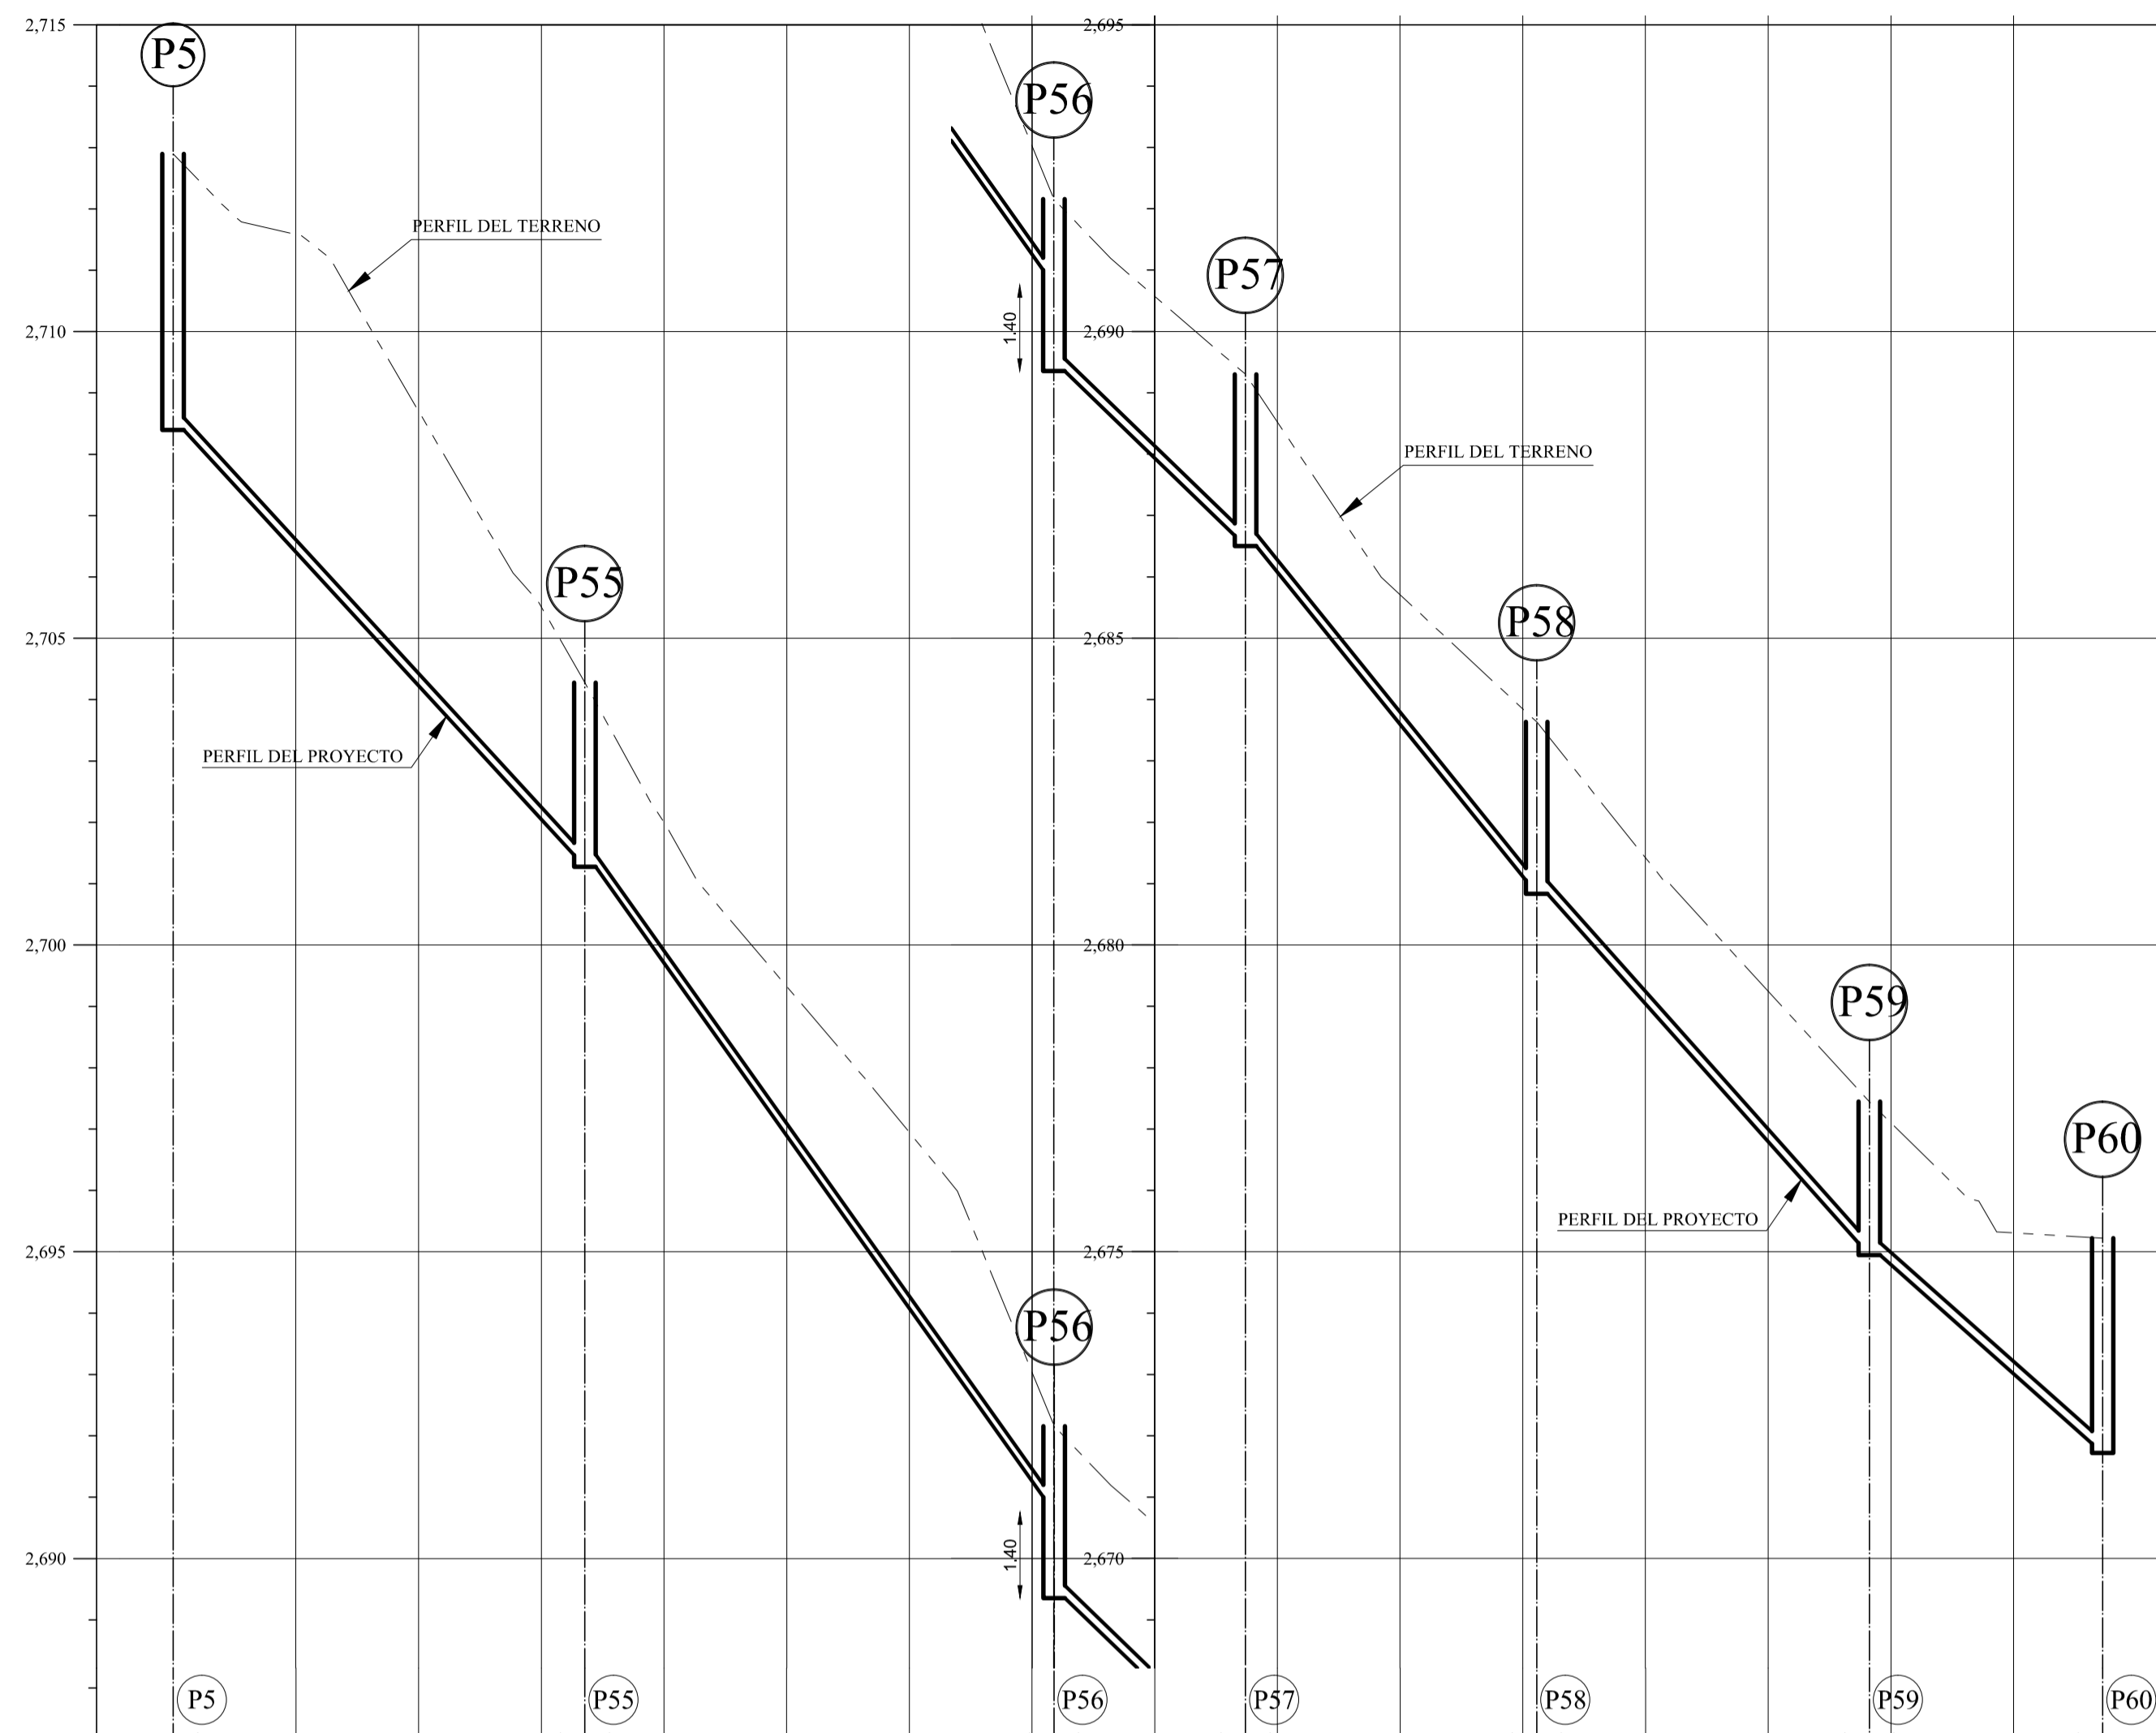 2,715
P5
2,695
P56
PERFIL DEL TERRENO
P57
2,710
1.40
2,690
PERFIL DEL TERRENO
P55
P58
2,705
2,685
PERFIL DEL PROYECTO
2,700
2,680
P59
P60
PERFIL DEL PROYECTO
2,695
2,675
P56
2,690
1.40
2,670
P5
P55
P56
P57
P58
P59
P60